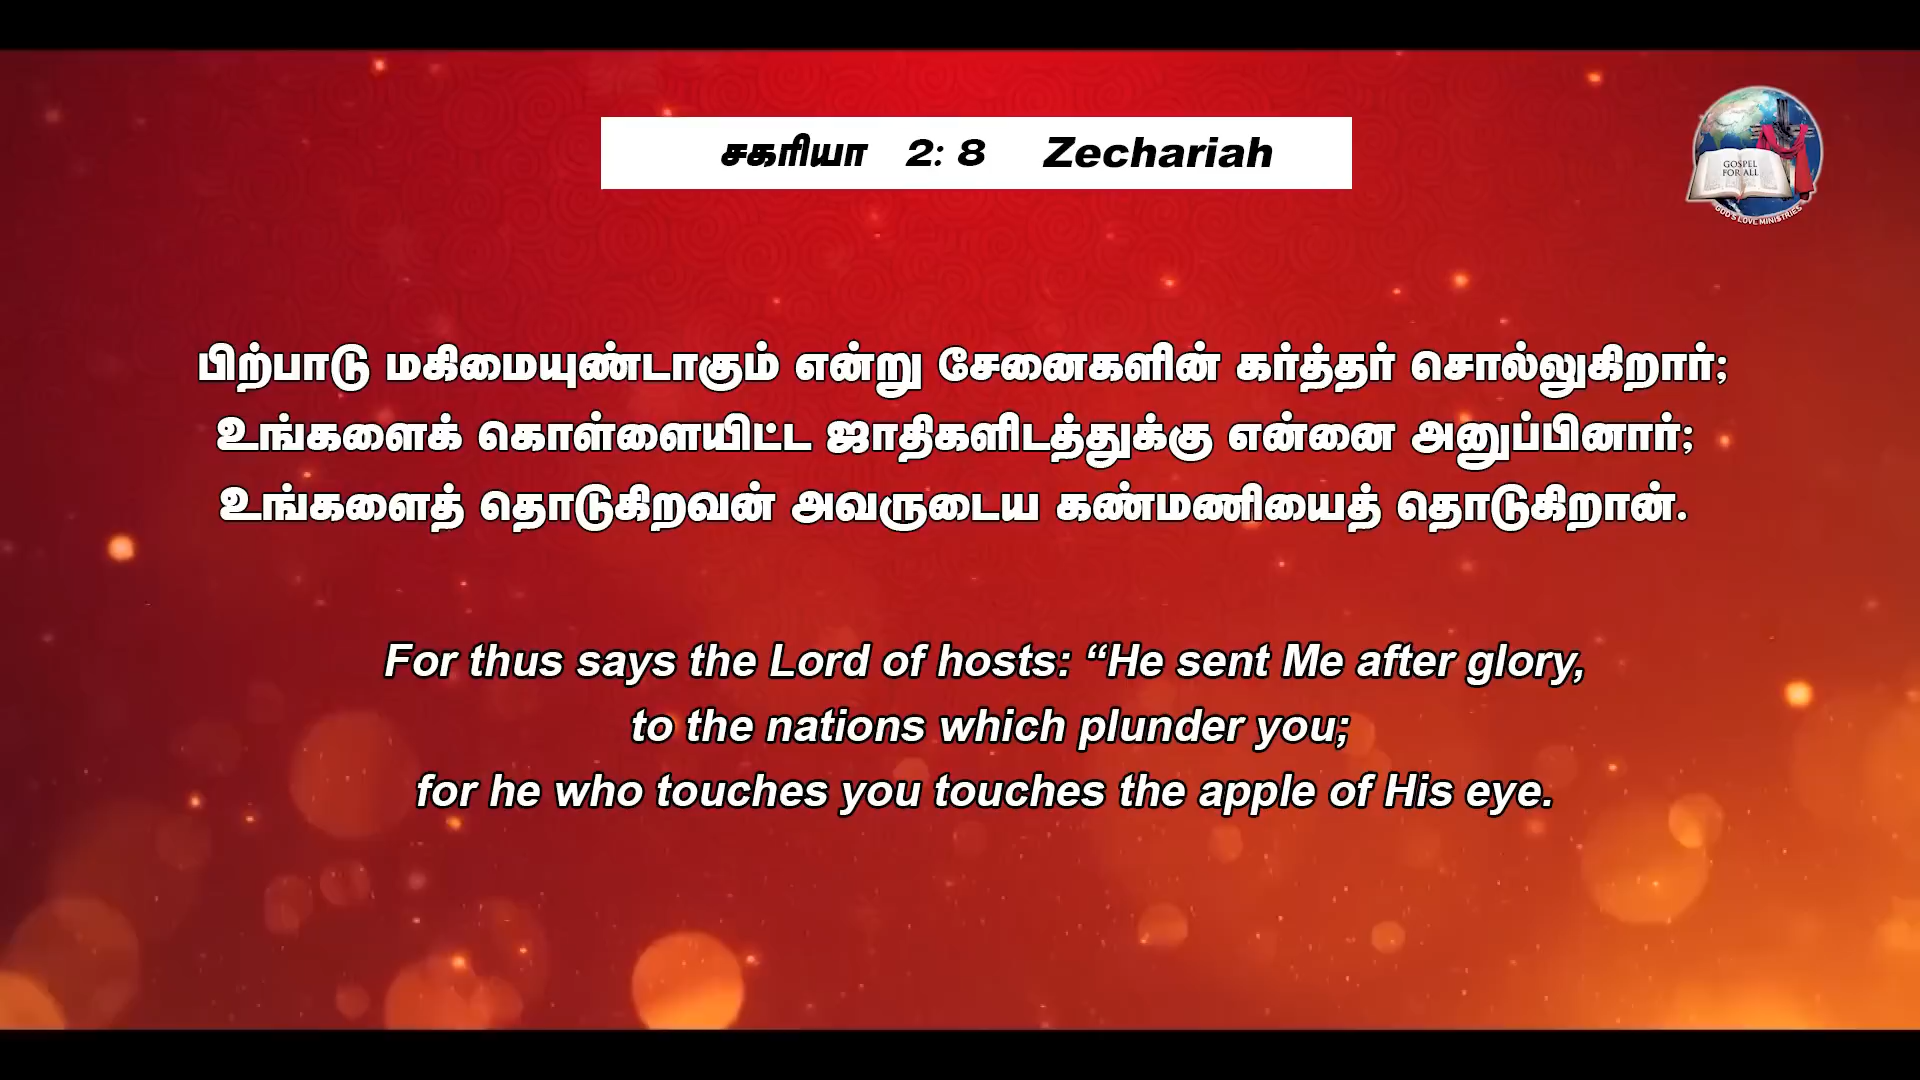 சகரியா 2: 8 Zechariah
GOSPEL
FOR ALL
GOD'S LOVE MINISTRIES
பிற்பாடு மகிமையுண்டாகும் என்று சேனைகளின் கர்த்தர் சொல்லுகிறார்;
உங்களைக் கொள்ளையிட்ட ஜாதிகளிடத்துக்கு என்னை அனுப்பினார்;
உங்களைத் தொடுகிறவன் அவருடைய கண்மணியைத் தொடுகிறான்.
For thus says the Lord of hosts: “He sent Me after glory,
to the nations which plunder you;
for he who touches you touches the apple of His eye.